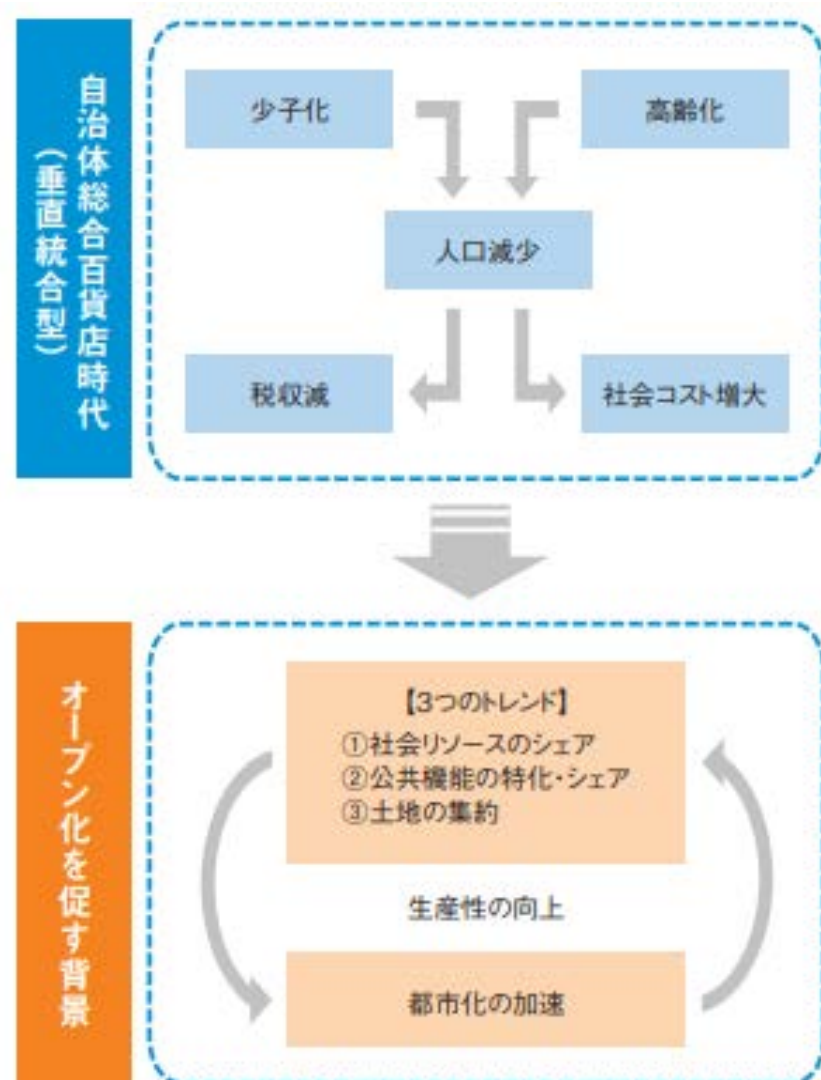 自治体総合百貨店時代
(垂直統合型)
少子化
高齢化
人口減少
税収減
社会コスト増大
オープン化を促す背景
【3つのトレンド】
①社会リソースのシェア
②公共機能の特化・シェア
③土地の集約
生産性の向上
都市化の加速